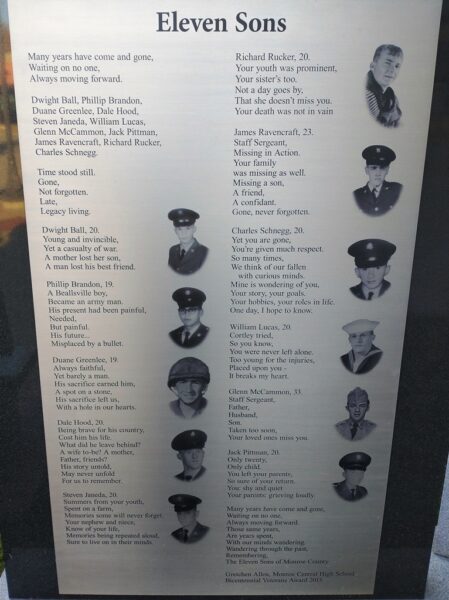 Eleven Sons
Many years have come and gone,
Waiting on no one,
Always moving forward.
Dwight Ball, Phillip Brandon,
Duane Greenlee, Dale Hood,
Steven Janeda, William Lucas,
Glenn McCammon, Jack Pittman,
James Ravencraft, Richard Rucker,
Charles Schnegg.
Time stood still.
Gone,
Not forgotten.
Late,
Legacy living.
Dwight Ball, 20.
Young and invincible,
Yet a casualty of war.
A mother lost her son,
A man lost his best friend.
Phillip Brandon, 19.
A Beallsville boy,
Became an army man.
His present had been painful,
Needed,
But painful.
His future...
Misplaced by a bullet.
Duane Greenlee, 19.
Always faithful,
Yet barely a man.
His sacrifice earned him,
A spot on a stone,
His sacrifice left us,
With a hole in our hearts.
Dale Hood, 20.
Being brave for his country,
Cost him his life.
What did he leave behind?
A wife to-be? A mother,
Father, friends?
His story untold,
May never unfold
For us to remember.
Steven Janeda, 20.
Summers from your youth,
Spent on a farm,
Memories some will never forget.
Your nephew and niece,
Know of your life,
Memories being repeated aloud,
Sure to live on in their minds.
Richard Rucker, 20.
Your youth was prominent,
Your sister's too.
Not a day goes by,
That she doesn't miss you.
Your death was not in vain
James Ravencraft, 23.
Staff Sergeant,
Missing in Action.
Your family
was missing as well.
Missing a son,
A friend,
A confidant.
Gone, never forgotten.
Charles Schnegg, 20.
Yet you are gone,
You're given much respect.
So many times,
We think of our fallen
with curious minds.
Mine is wondering of you,
Your story, your goals.
Your hobbies, your roles in life.
One day, I hope to know.
William Lucas, 20.
Cortley tried,
So you know,
You were never left alone.
Too young for the injuries,
Placed upon you -
It breaks my heart.
Glenn McCammon, 33.
Staff Sergeant,
Father,
Husband,
Son.
Taken too soon,
Your loved ones miss you.
Jack Pittman, 20.
Only twenty,
Only child.
You left your parents,
So sure of your return.
You shy and quiet
Your parents: grieving loudly
Many years have come and gone,
Waiting on no one,
Always moving forward.
Those same years,
Are years spent,
With our minds wandering.
Wandering through the past,
Remembering,
The Eleven Sons of Monroe County
Gretchen Allen, Monroe Central High School
Bicentennial Veterans Award 2013